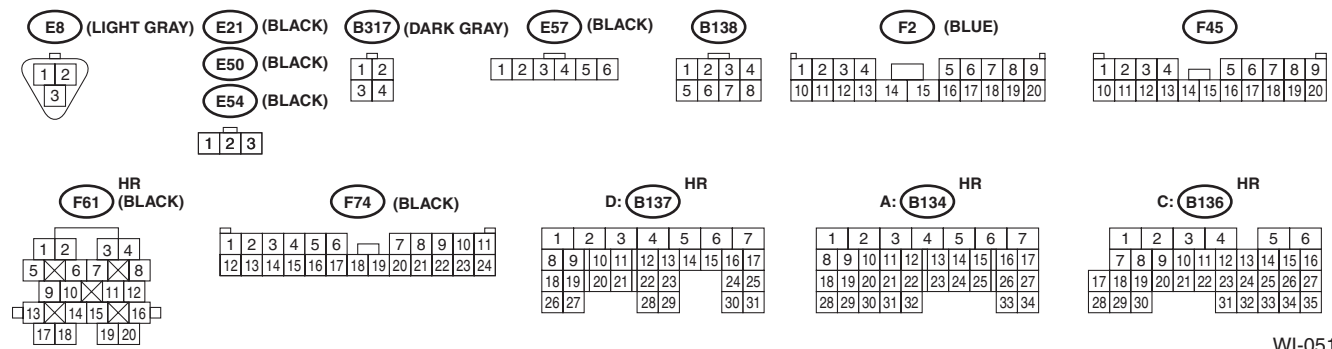 E8 (LIGHT GRAY) E21 (BLACK) B317 (DARK GRAY) E57 (BLACK) B138 F2 (BLUE) F45
E50 (BLACK)
E54 (BLACK)
1 2
3
1 2 3
1 2
3 4
1 2 3 4 5 6
1 2 3 4
5 6 7 8
1 2 3 4 5 6 7 8 9
10 11 12 13 14 15 16 17 18 19 20
1 2 3 4 5 6 7 8 9
10 11 12 13 14 15 16 17 18 19 20
F61 HR (BLACK)
1 2 3 4
5 6 7 8
9 10 11 12
13 14 15 16
17 18 19 20
F74 (BLACK)
1 2 3 4 5 6 7 8 9 10 11
12 13 14 15 16 17 18 19 20 21 22 23 24
D: B137 HR
1 2 3 4 5 6 7
8 9 10 11 12 13 14 15 16 17
18 19 20 21 22 23 24 25
26 27 28 29 30 31
A: B134 HR
1 2 3 4 5 6 7
8 9 10 11 12 13 14 15 16 17
18 19 20 21 22 23 24 25 26 27
28 29 30 31 32 33 34
C: B136 HR
1 2 3 4 5 6
7 8 9 10 11 12 13 14 15 16
17 18 19 20 21 22 23 24 25 26 27
28 29 30 31 32 33 34 35